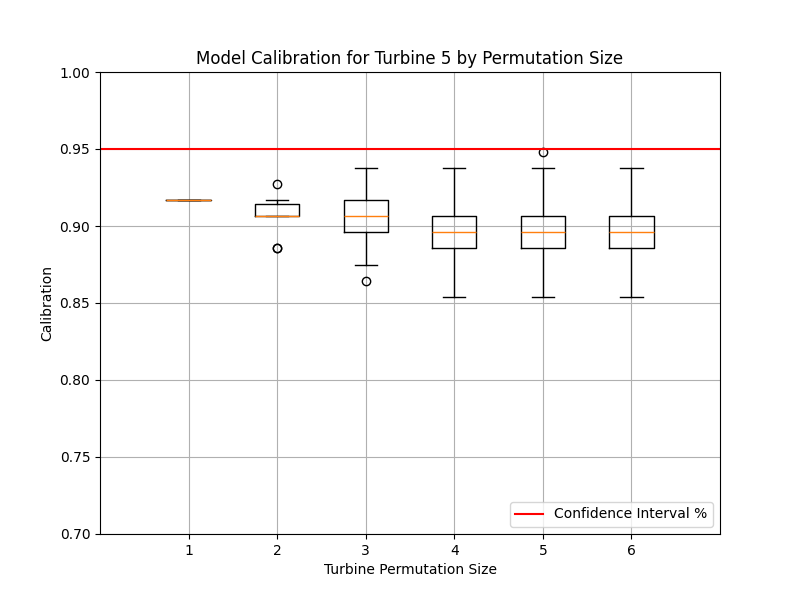 Model Calibration for Turbine 5 by Permutation Size
1.00
0.95
0.90
0.85
0.80
0.75
0.70
Calibration
Confidence Interval %
1 2 3 4 5 6
Turbine Permutation Size